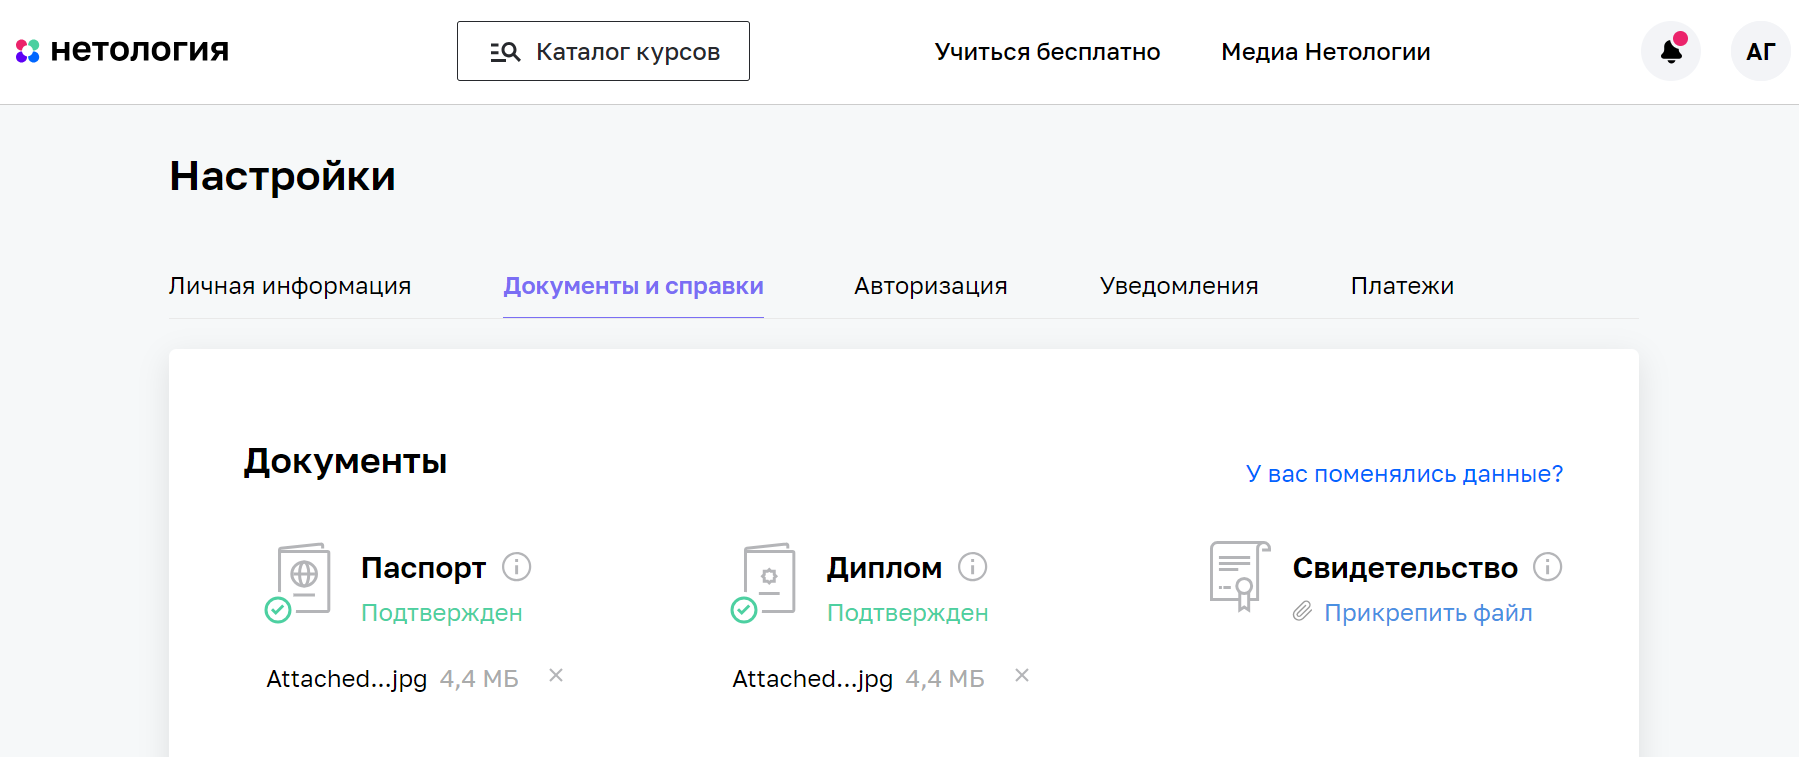 нетология
Каталог курсов
Учиться бесплатно
Медиа Нетологии
АГ
Настройки
Личная информация
Документы и справки
Авторизация
Уведомления
Платежи
Документы
У вас поменялись данные?
Паспорт
Подтвержден
Attached...jpg 4,4 МБ
Диплом
Подтвержден
Attached...jpg 4,4 МБ
Свидетельство
Прикрепить файл